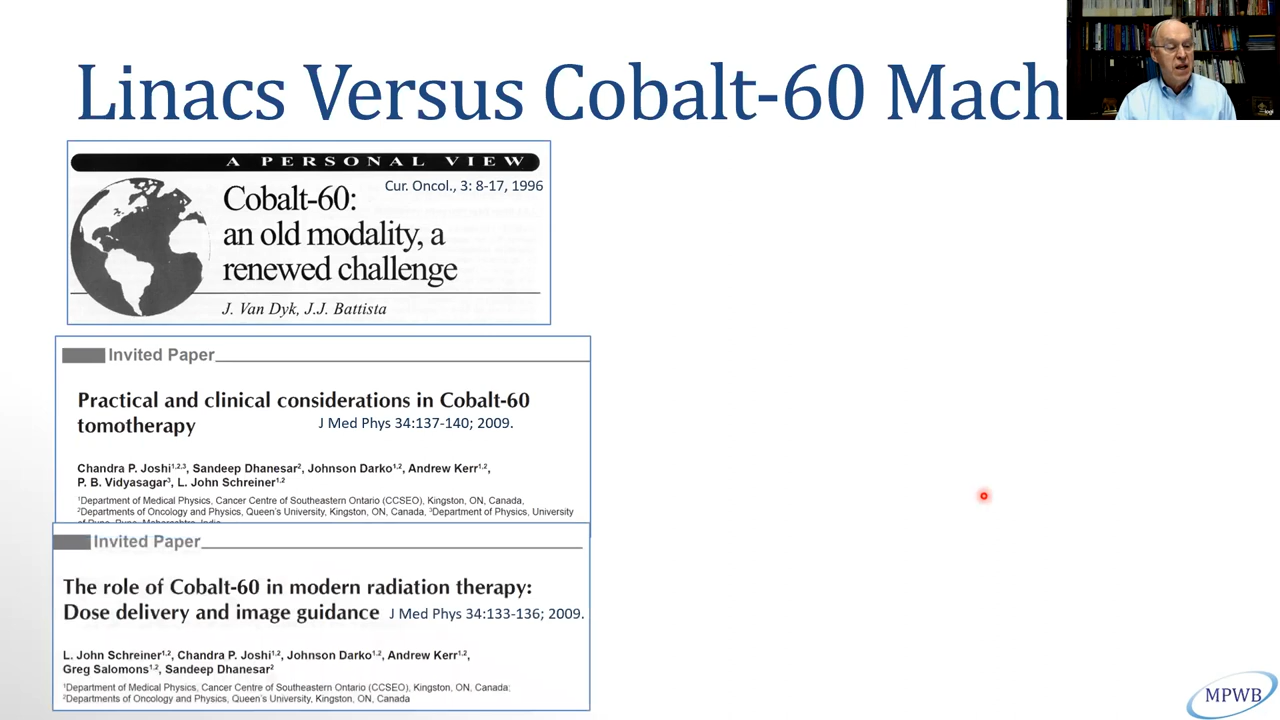 Linacs Versus Cobalt-60 Mach
A PERSONAL VIEW
Cur. Oncol., 3: 8-17, 1996
Cobalt-60:
an old modality, a
renewed challenge
J. Van Dyk, J.J. Battista
Invited Paper
Practical and clinical considerations in Cobalt-60
tomotherapy
J Med Phys 34:137-140; 2009.
Chandra P. Joshi1,2,3, Sandeep Dhanesar2, Johnson Darko1,2, Andrew Kerr1,2,
P. B. Vidyasagar3, L. John Schreiner1,2
1Department of Medical Physics, Cancer Centre of Southeastern Ontario (CCSEO), Kingston, ON, Canada,
2Departments of Oncology and Physics, Queen's University, Kingston, ON, Canada, 3Department of Physics, University
of Pune, Pune, Maharashtra, India
Invited Paper
The role of Cobalt-60 in modern radiation therapy:
Dose delivery and image guidance J Med Phys 34:133-136; 2009.
L. John Schreiner1,2, Chandra P. Joshi1,2, Johnson Darko1,2, Andrew Kerr1,2,
Greg Salomons1,2, Sandeep Dhanesar2
1Department of Medical Physics, Cancer Centre of Southeastern Ontario (CCSEO), Kingston, ON, Canada;
2Departments of Oncology and Physics, Queen's University, Kingston, ON, Canada
MPWB